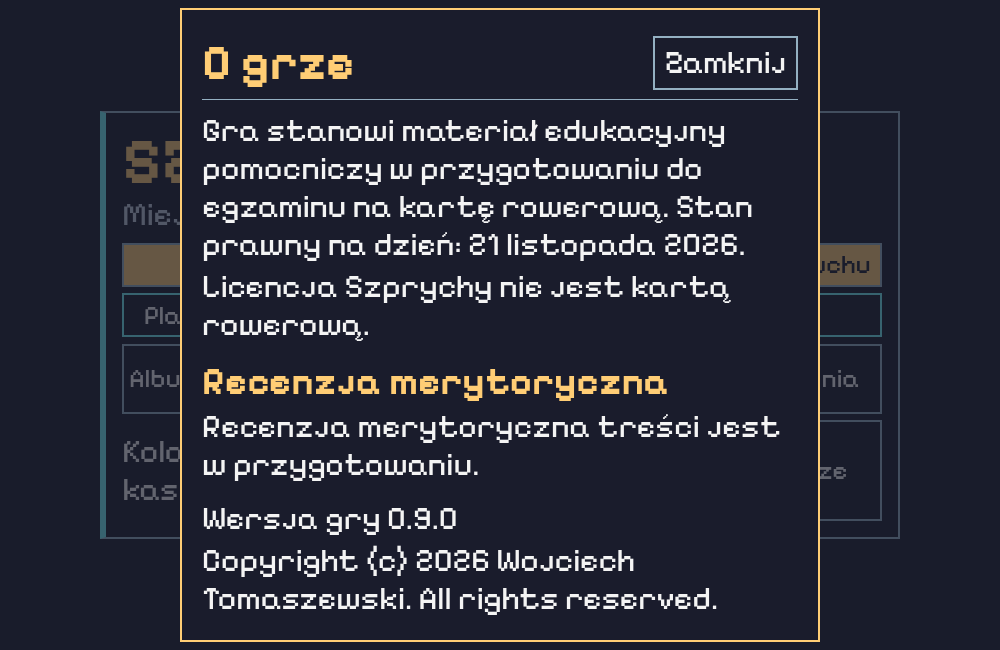 O grze
Zamknij
Gra stanowi materiał edukacyjny
pomocniczy w przygotowaniu do
egzaminu na kartę rowerową. Stan
prawny na dzień: 21 listopada 2026.
Licencja Szprychy nie jest kartą
rowerową.
Recenzja merytoryczna
Recenzja merytoryczna treści jest
w przygotowaniu.
Wersja gry 0.9.0
Copyright (c) 2026 Wojciech
Tomaszewski. All rights reserved.